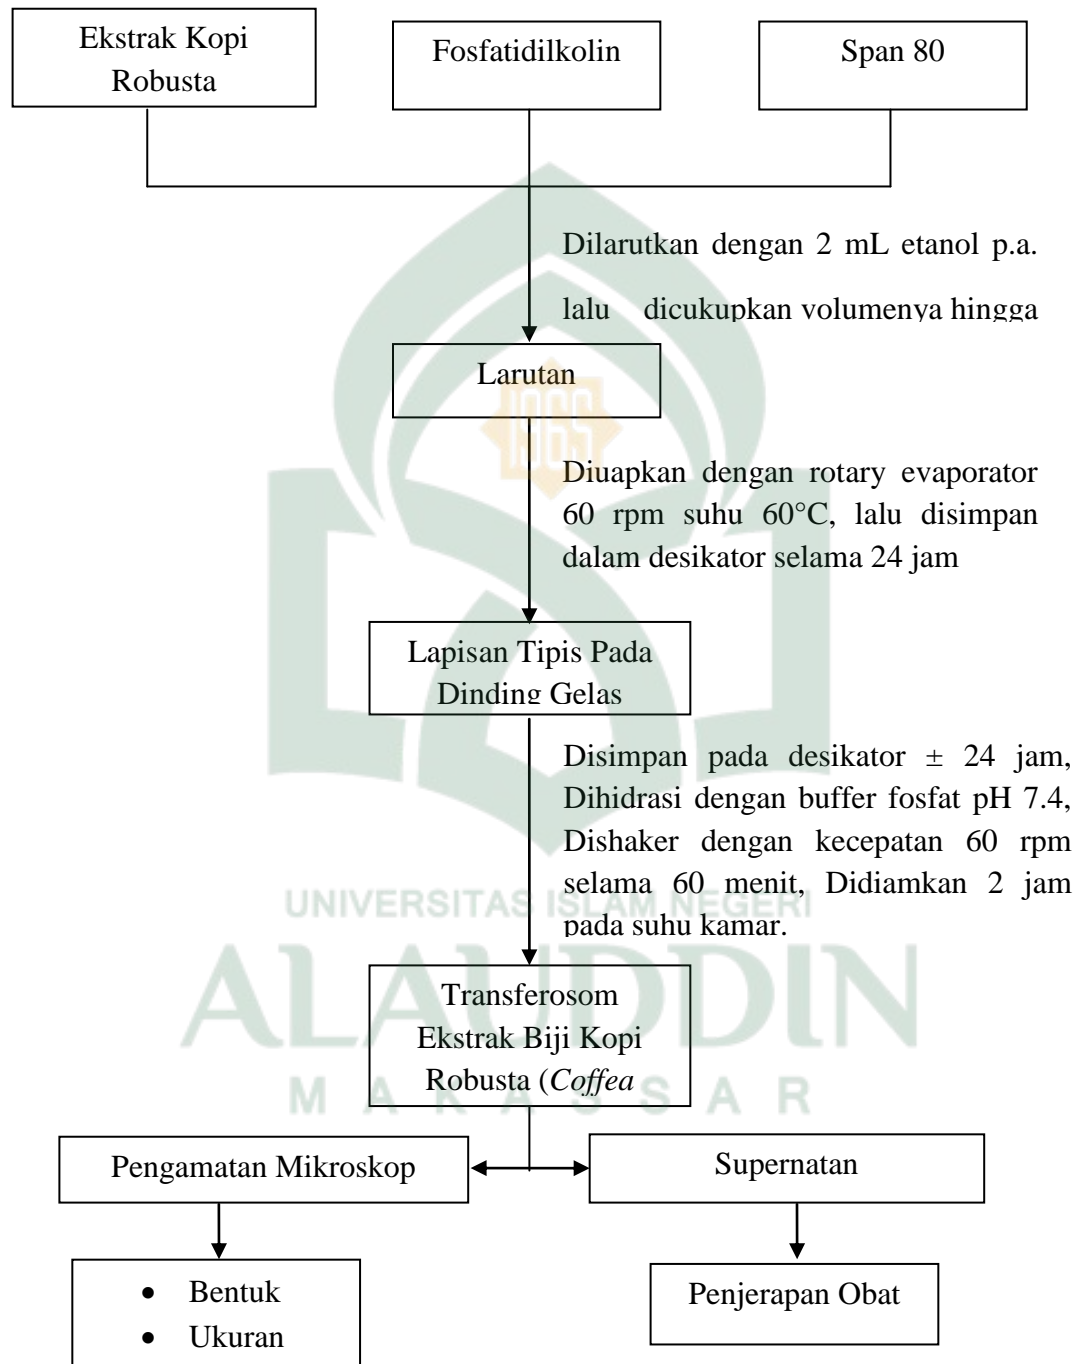 Ekstrak Kopi
Robusta
Fosfatidilkolin
Span 80
Dilarutkan dengan 2 mL etanol p.a.
lalu dicukupkan volumenya hingga
Larutan
1965
Diuapkan dengan rotary evaporator
60 rpm suhu 60°C, lalu disimpan
dalam desikator selama 24 jam
Lapisan Tipis Pada
Dinding Gelas
Disimpan pada desikator ± 24 jam,
Dihidrasi dengan buffer fosfat pH 7.4,
Dishaker dengan kecepatan 60 rpm
selama 60 menit, Didiamkan 2 jam
pada suhu kamar.
UNIVERSITAS ISLAM NEGERI
ALAUDDIN
MAKASSAR
Transferosom
Ekstrak Biji Kopi
Robusta (Coffea
Pengamatan Mikroskop
Supernatan
• Bentuk
• Ukuran
Penjerapan Obat